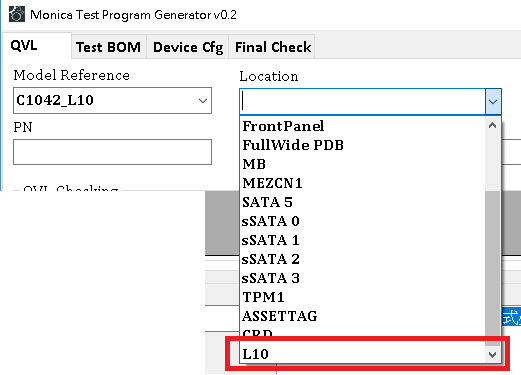 Monica Test Program Generator v0.2
QVL Test BOM Device Cfg Final Check
Model Reference Location
C1042_L10
PN
FrontPanel
FullWide PDB
MB
MEZCN1
SATA 5
sSATA 0
sSATA 1
sSATA 2
sSATA 3
TPM1
ASSETTAG
CRD
L10
QVL Checking
式